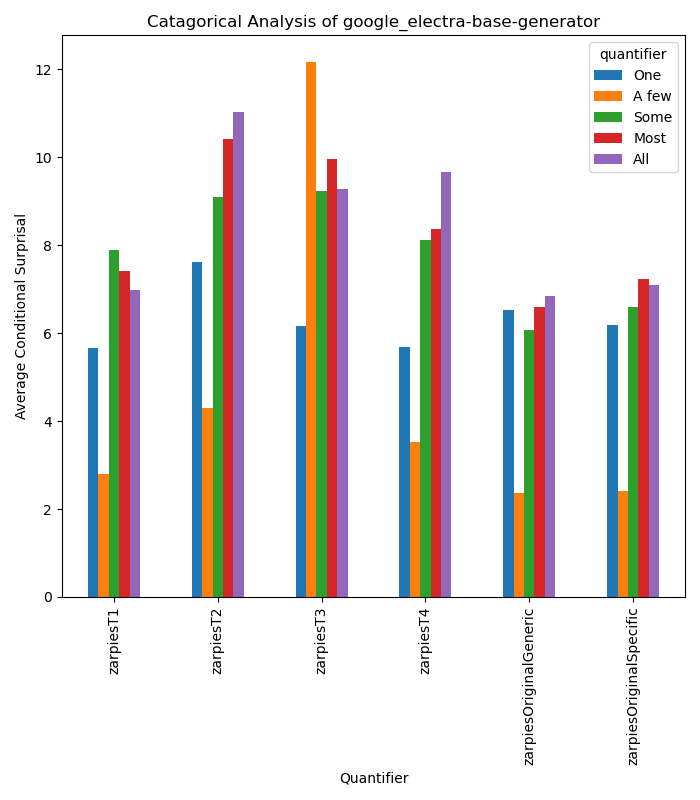 Catagorical Analysis of google_electra-base-generator
quantifier
One
A few
Some
Most
All
Average Conditional Surprisal
12
10
8
6
4
2
0
zarpiesT1
zarpiesT2
zarpiesT3
zarpiesT4
zarpiesOriginalGeneric
zarpiesOriginalSpecific
Quantifier